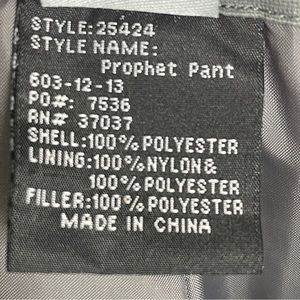 STYLE:25424
STYLE NAME:
Prophet Pant
603-12-13
PO#: 7536
RN# 37037
SHELL:100%POLYESTER
LINING:100%NYLON&
100%POLYESTER
FILLER:100%POLYESTER
MADE IN CHINA